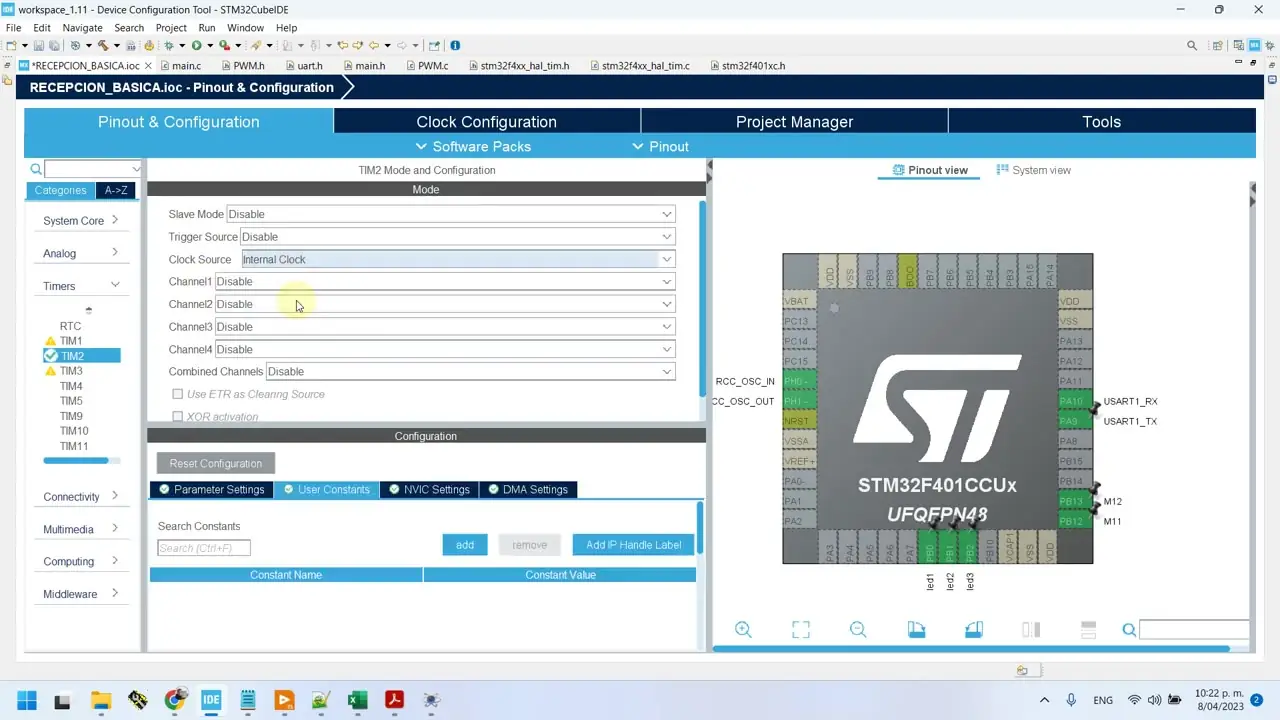 workspace_1.11 - Device Configuration Tool - STM32CubeIDE
File Edit Navigate Search Project Run Window Help
*RECEPCION_BASICA.ioc main.c PWM.h uart.h main.h PWM.c stm32f4xx_hal_tim.h stm32f4xx_hal_tim.c stm32f401xc.h
RECEPCION_BASICA.ioc - Pinout & Configuration
Pinout & Configuration Clock Configuration Project Manager Tools
Software Packs Pinout
TIM2 Mode and Configuration
Pinout view System view
Categories A->Z
Mode
System Core
Analog
Timers
RTC
TIM1
TIM2
TIM3
TIM4
TIM5
TIM9
TIM10
TIM11
Connectivity
Multimedia
Computing
Middleware
Slave Mode Disable
Trigger Source Disable
Clock Source Internal Clock
Channel1 Disable
Channel2 Disable
Channel3 Disable
Channel4 Disable
Combined Channels Disable
Use ETR as Clearing Source
XOR activation
Configuration
Reset Configuration
Parameter Settings User Constants NVIC Settings DMA Settings
Search Constants
Search (Ctrl+F) add remove Add IP Handle Label
Constant Name Constant Value
VDD VSS PB9 PB8 BOO PB7 PB6 PB5 PB4 PB3 PA15 PA14
VBAT VDD
PC13 VSS
PC14 PA13
PC15 PA12
RCC_OSC_IN PH0- PA11
CC_OSC_OUT PH1- PA10 USART1_RX
NRST PA9 USART1_TX
VSSA PA8
VREF+ PB15
PA0- PB14
PA1 PB13 M12
PA2 PB12 M11
STM32F401CCUx
UFQFPN48
PA3 PA4 PA5 PA6 PA7 PB0 PB1 PB2 PB10 VCAP1 VSS VDD
led1 led2 led3
IDE
ENG
10:22 p. m.
8/04/2023
2